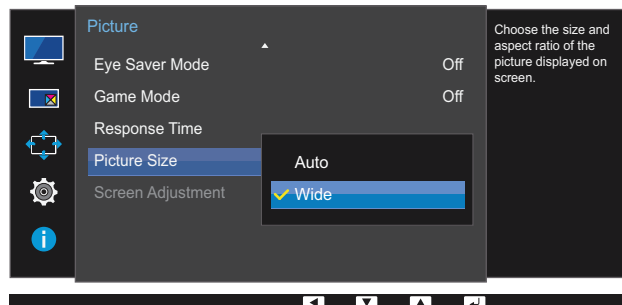 Picture
Eye Saver Mode Off
Game Mode Off
Response Time
Picture Size
Screen Adjustment
Auto
Wide
Choose the size and
aspect ratio of the
picture displayed on
screen.